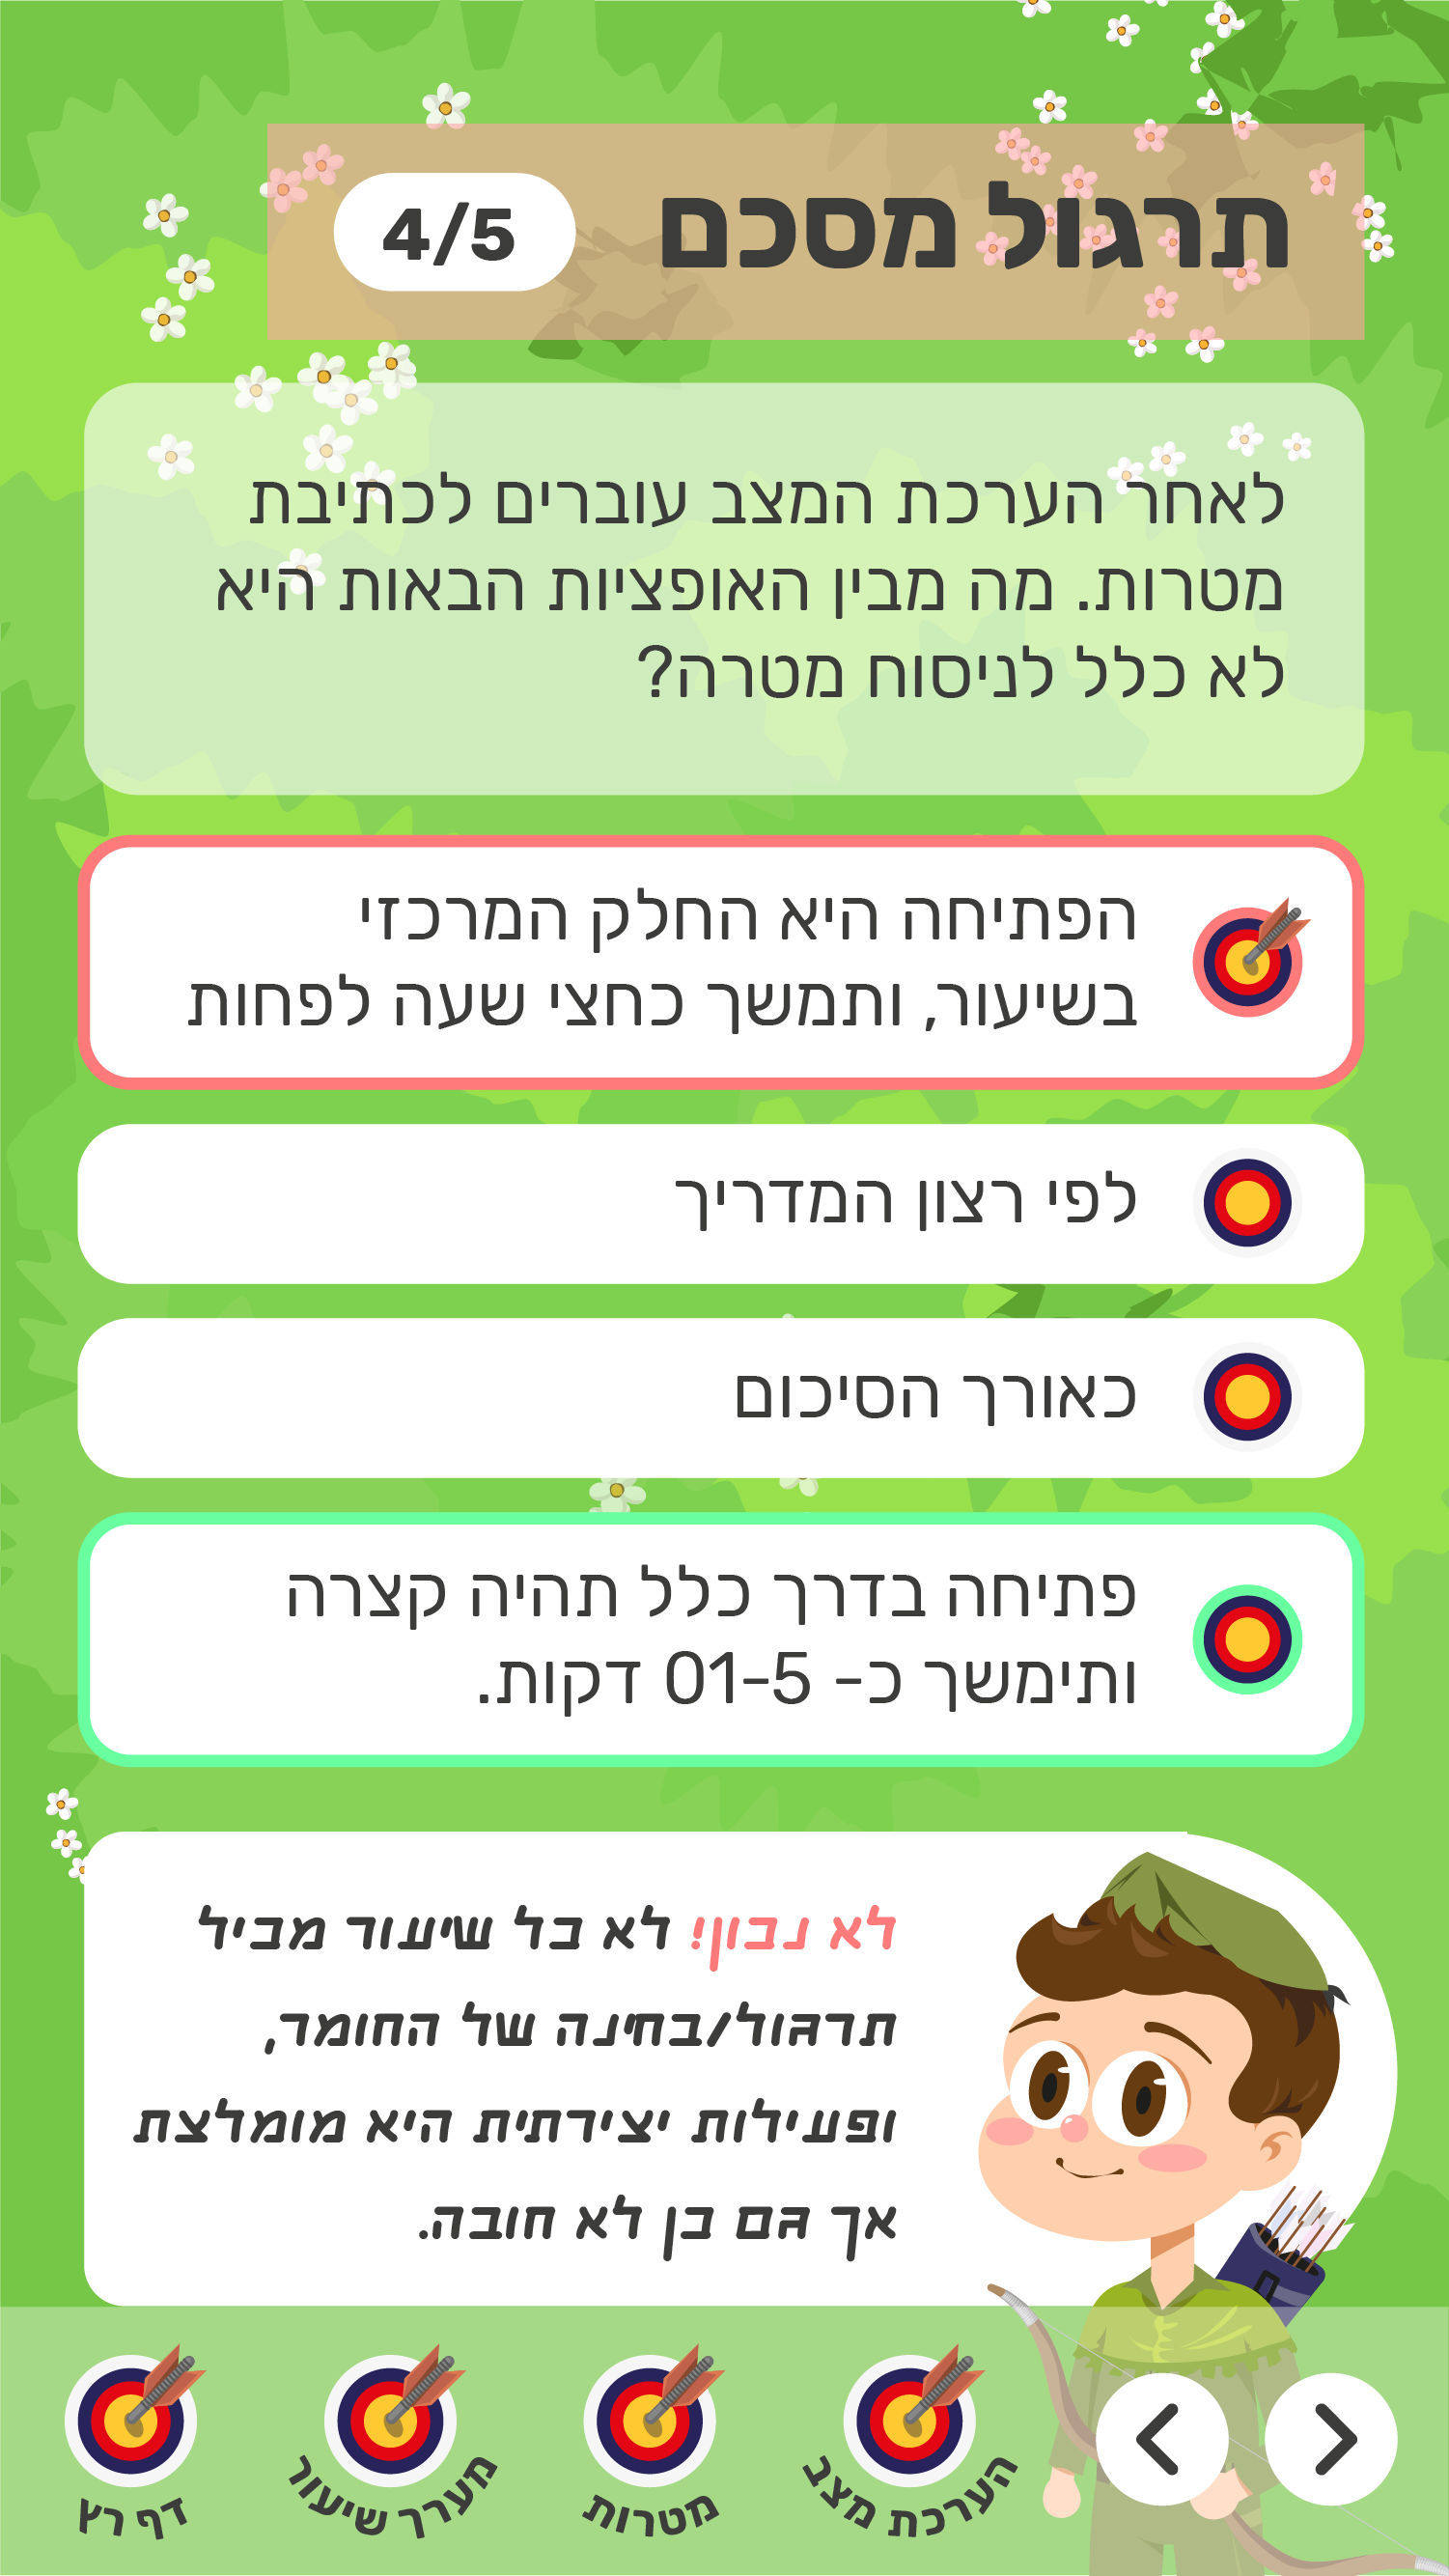 תרגול מסכם
4/5
לאחר הערכת המצב עוברים לכתיבת
מטרות. מה מבין האופציות הבאות היא
לא כלל לניסוח מטרה?
הפתיחה היא החלק המרכזי
בשיעור, ותמשך כחצי שעה לפחות
לפי רצון המדריך
כאורך הסיכום
פתיחה בדרך כלל תהיה קצרה
ותימשך כ- 01-5 דקות.
לא נכון! לא כל שיעור מכיל
תרגול/בחינה של החומר,
ופעילות יצירתית היא מומלצת
אך גם כן לא חובה.
הערכת מצב
מטרות
מערך שיעור
דף רץ